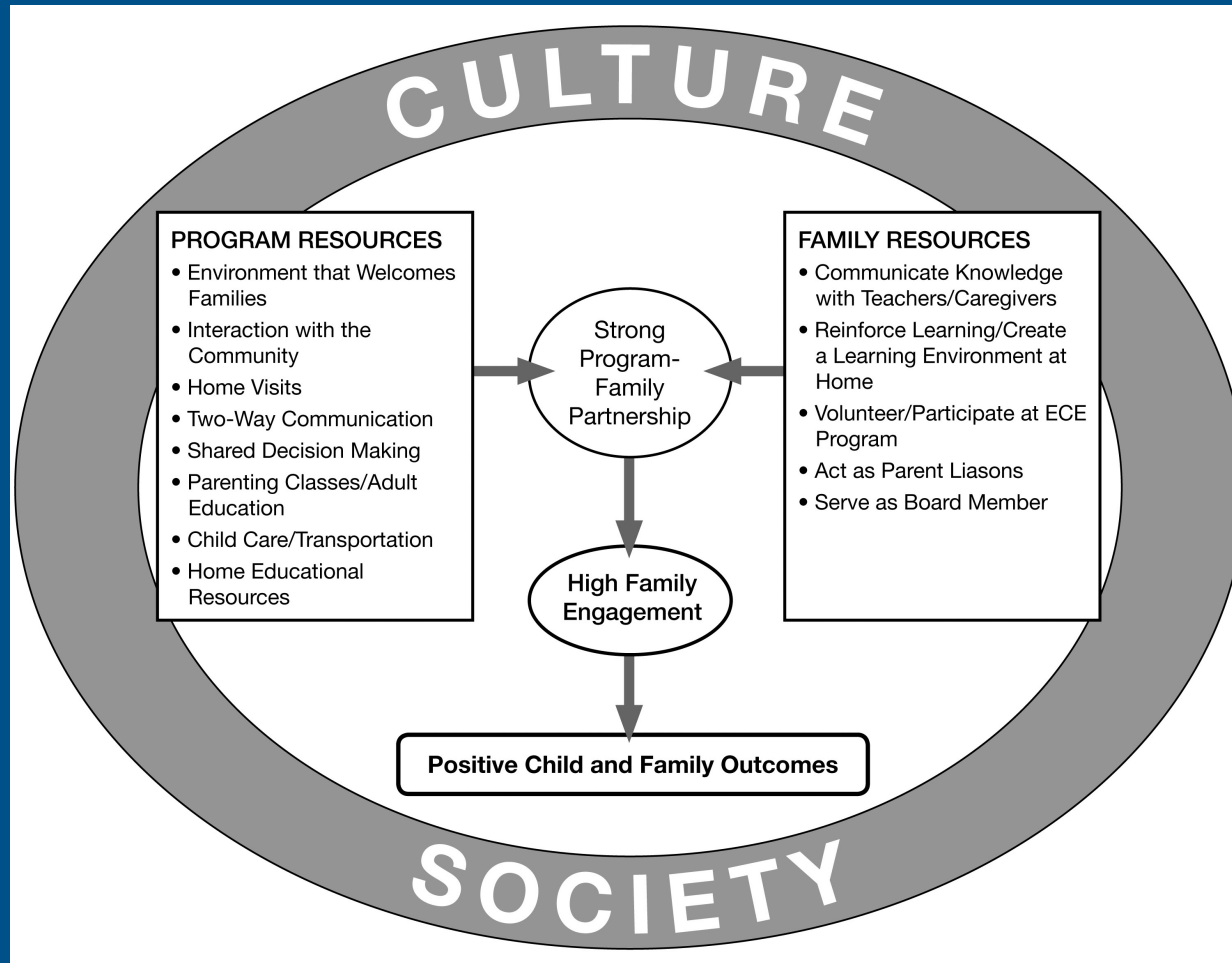 CULTURE
PROGRAM RESOURCES
• Environment that Welcomes
Families
• Interaction with the
Community
• Home Visits
• Two-Way Communication
• Shared Decision Making
• Parenting Classes/Adult
Education
• Child Care/Transportation
• Home Educational
Resources
Strong
Program-
Family
Partnership
High Family
Engagement
Positive Child and Family Outcomes
FAMILY RESOURCES
• Communicate Knowledge
with Teachers/Caregivers
• Reinforce Learning/Create
a Learning Environment at
Home
• Volunteer/Participate at ECE
Program
• Act as Parent Liasons
• Serve as Board Member
SOCIETY